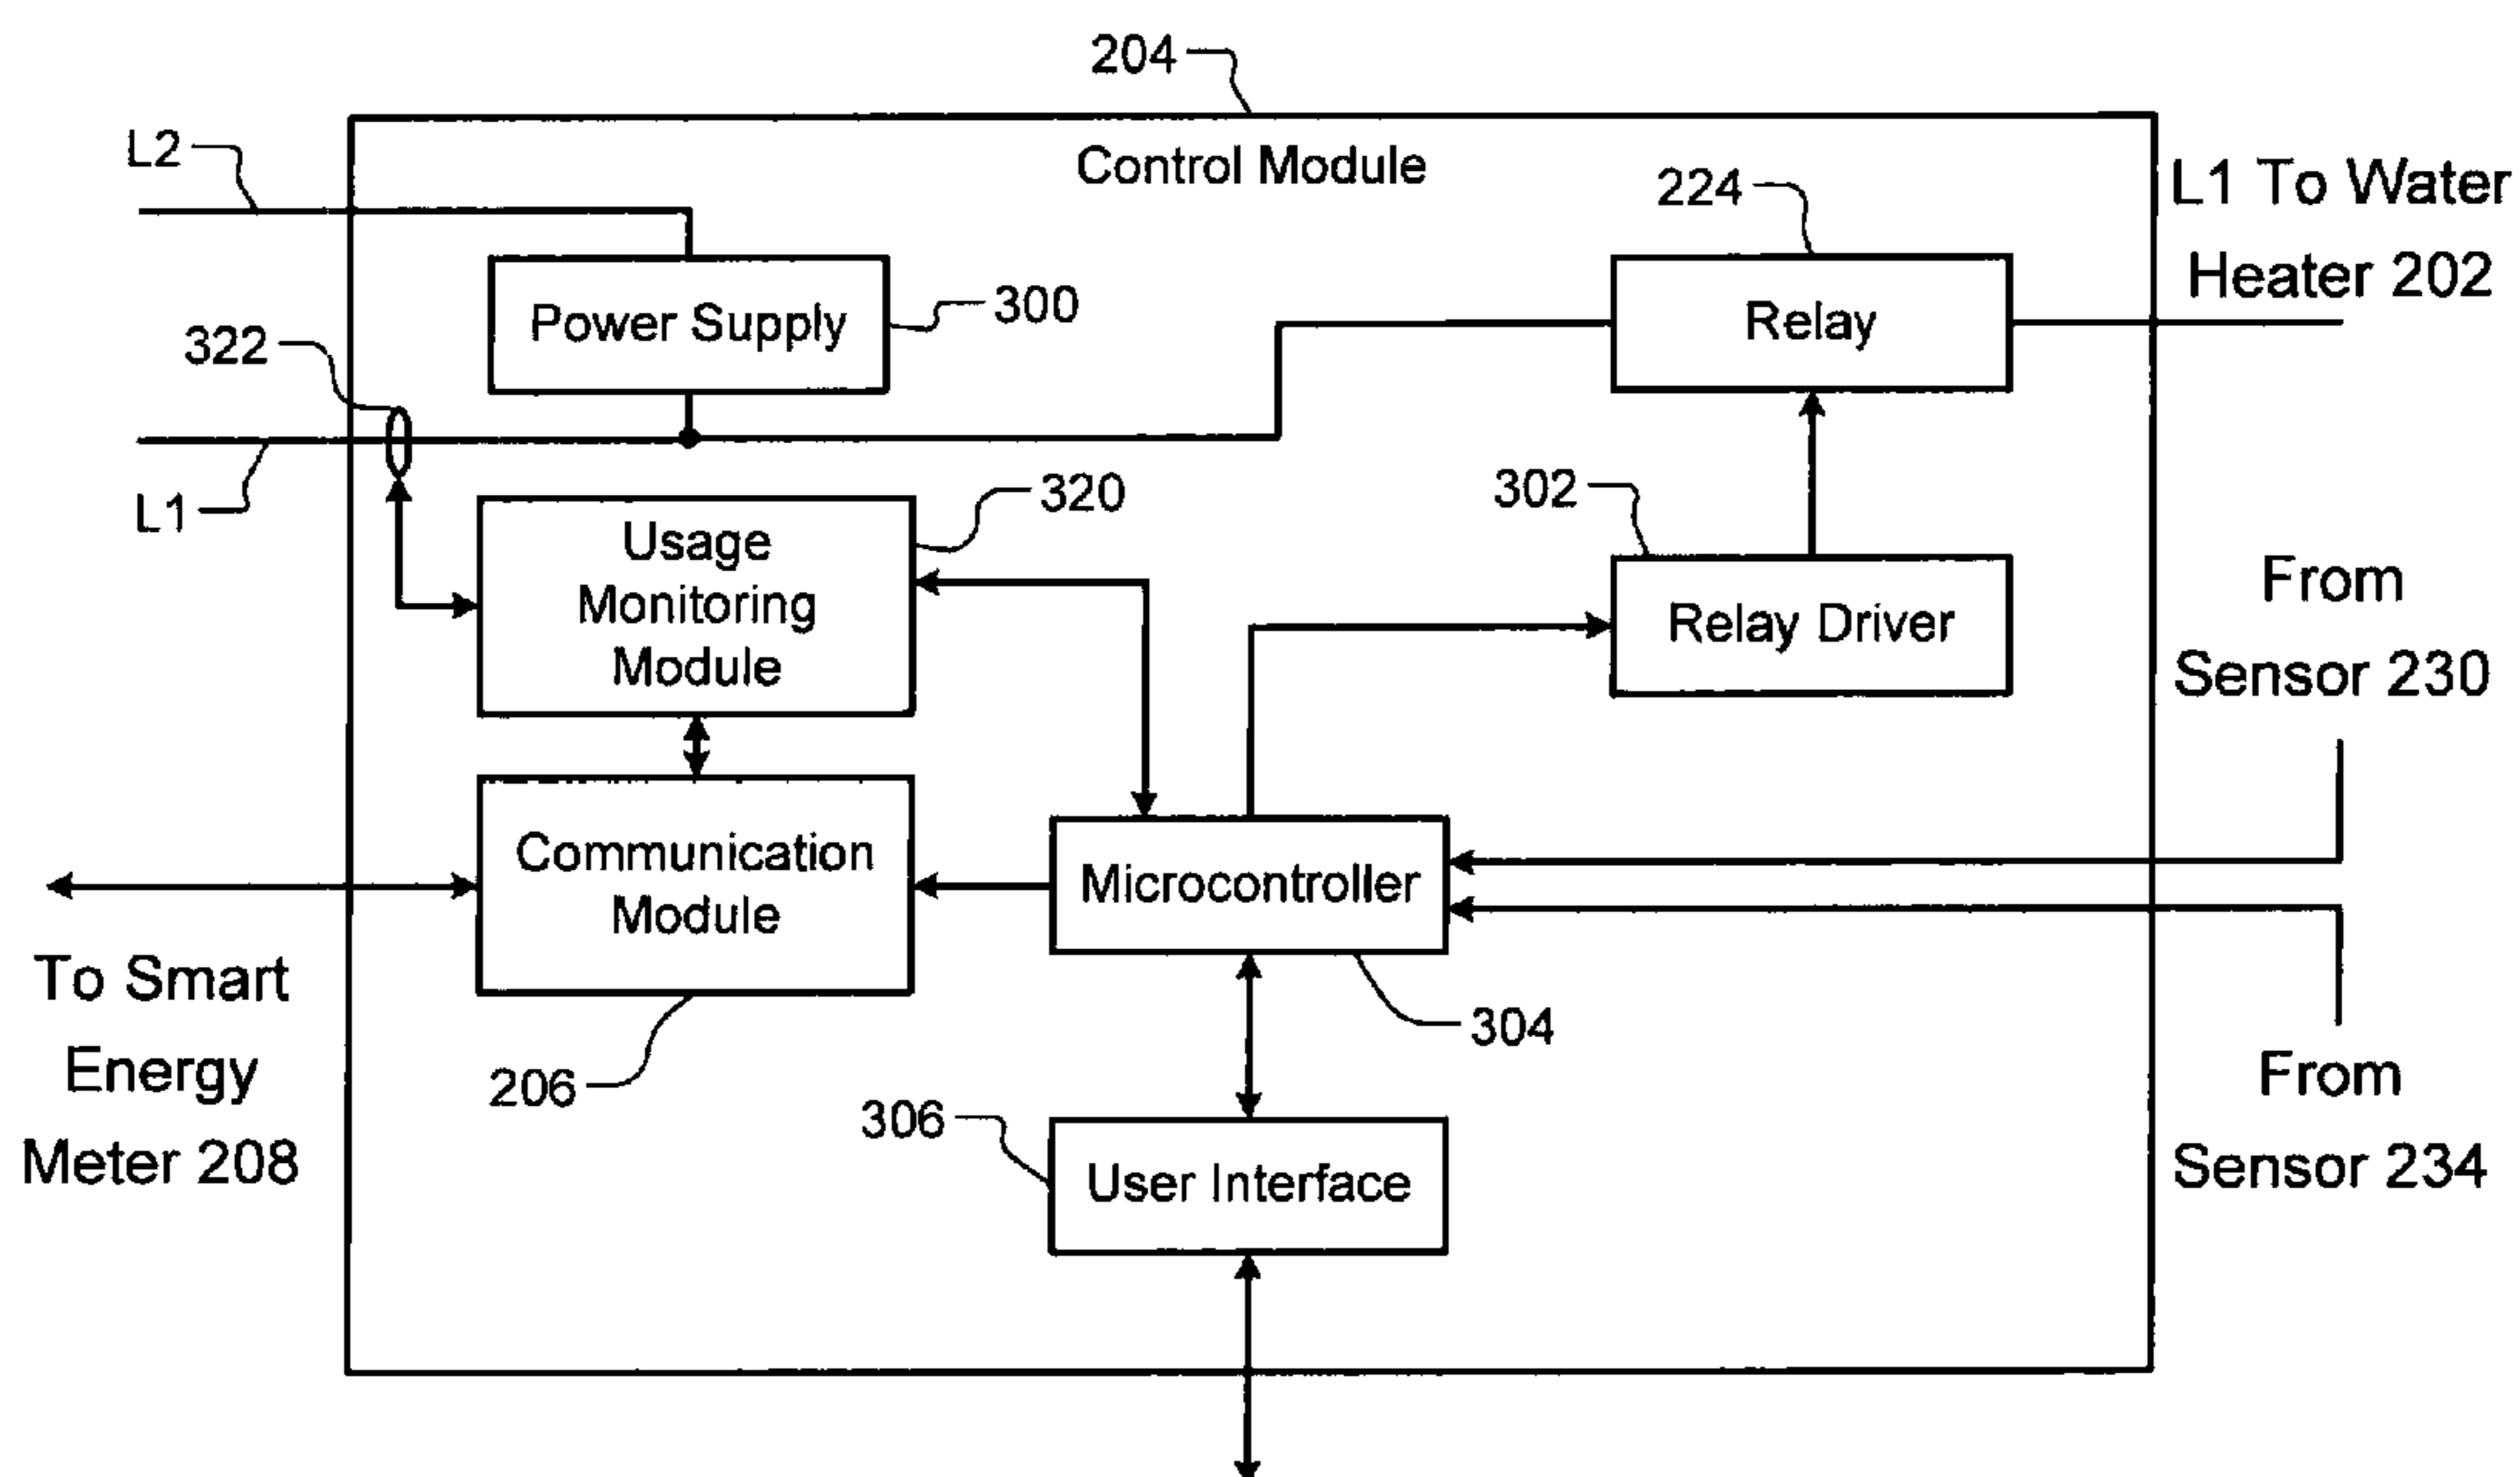 204
L2
Control Module
224
L1 To Water
Heater 202
Power Supply
300
Relay
322
L1
320
302
Usage
Monitoring
Module
Relay Driver
From
Sensor 230
Communication
Module
Microcontroller
To Smart
Energy
Meter 208
206
304
306
User Interface
From
Sensor 234